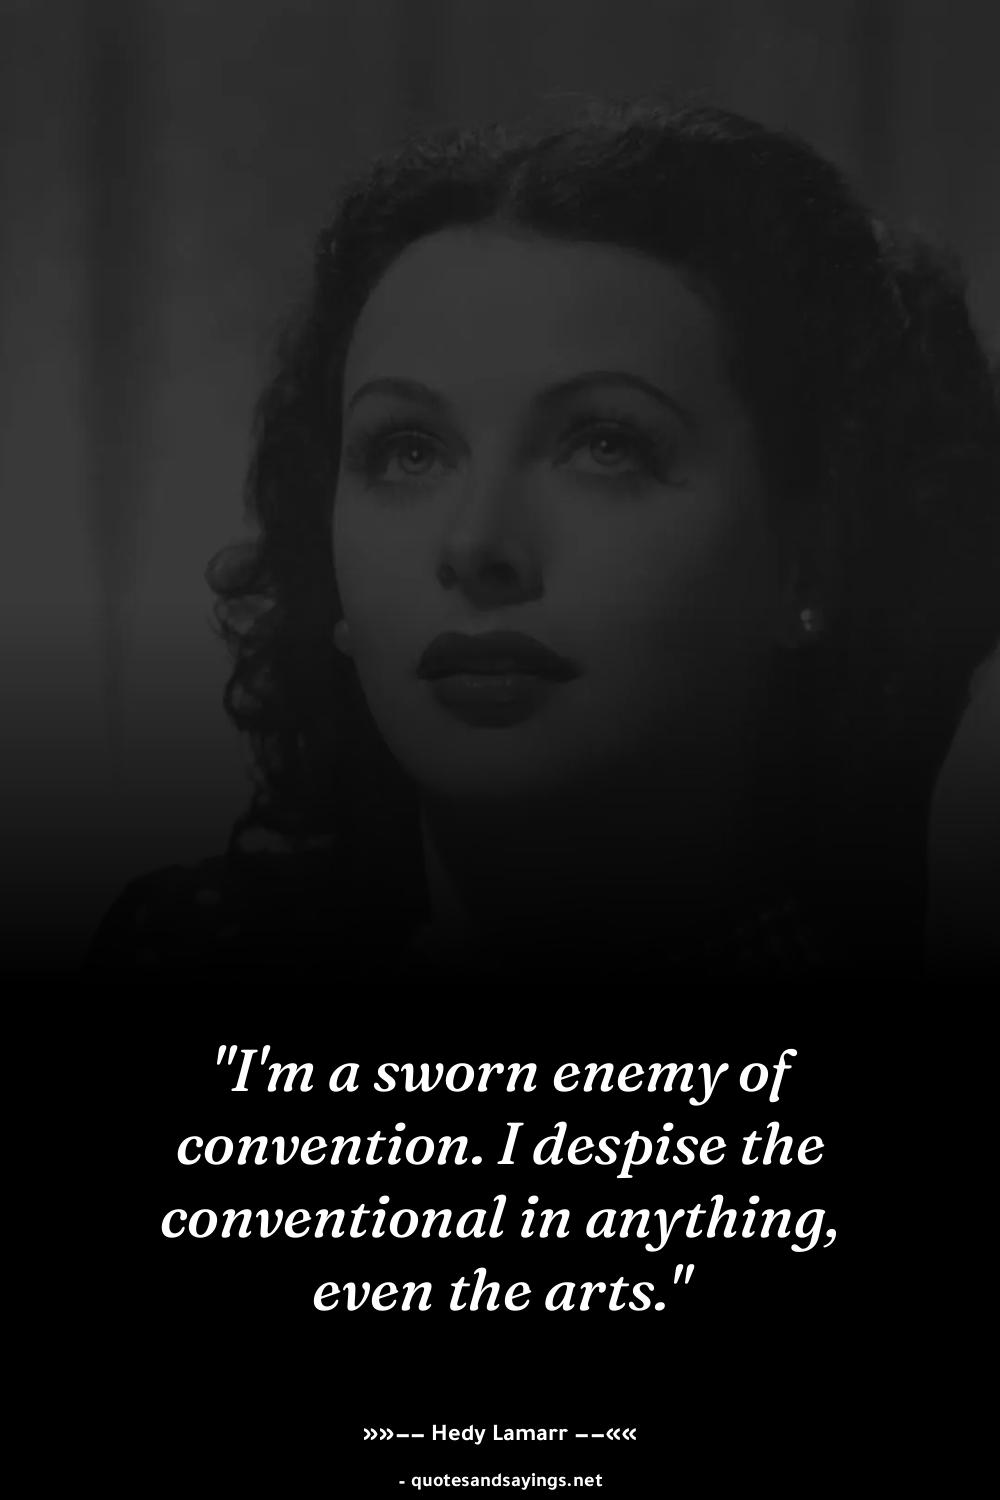 "I'm a sworn enemy of
convention. I despise the
conventional in anything,
even the arts."
»»–– Hedy Lamarr ––««
- quotesandsayings.net